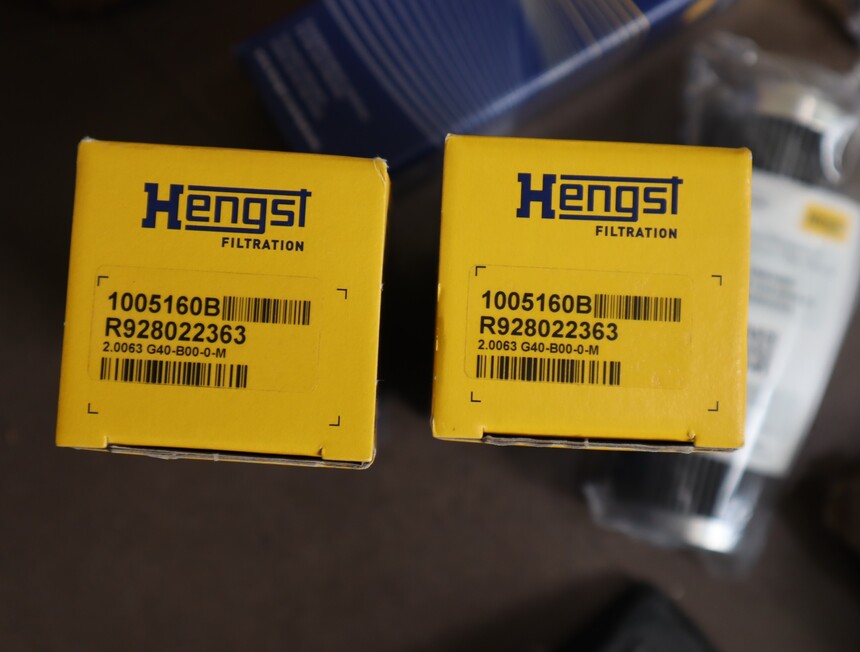 Hengst
FILTRATION
1005160B
R928022363
2.0063 G40-B00-0-M
Hengst
FILTRATION
1005160B
R928022363
2.0063 G40-B00-0-M